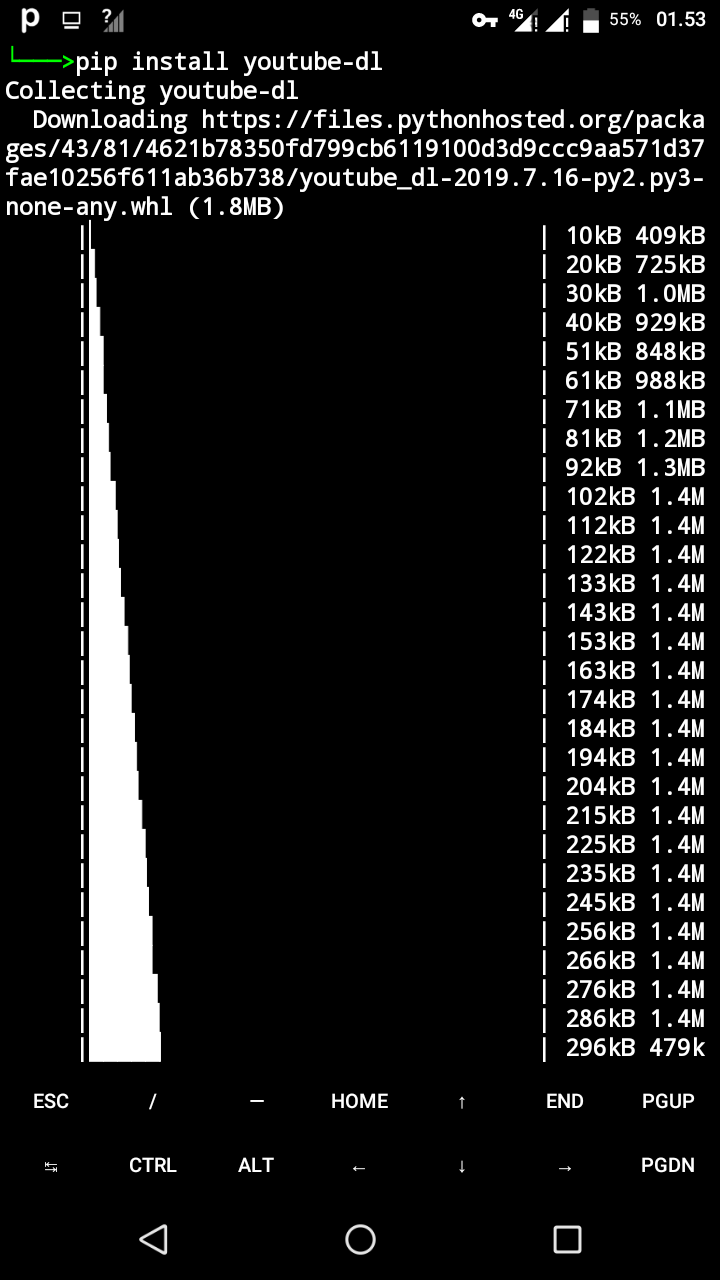 55% 01.53
4G
└───>pip install youtube-dl
Collecting youtube-dl
  Downloading https://files.pythonhosted.org/packa
ges/43/81/4621b78350fd799cb6119100d3d9ccc9aa571d37
fae10256f611ab36b738/youtube_dl-2019.7.16-py2.py3-
none-any.whl (1.8MB)
| 10kB 409kB
| 20kB 725kB
| 30kB 1.0MB
| 40kB 929kB
| 51kB 848kB
| 61kB 988kB
| 71kB 1.1MB
| 81kB 1.2MB
| 92kB 1.3MB
| 102kB 1.4M
| 112kB 1.4M
| 122kB 1.4M
| 133kB 1.4M
| 143kB 1.4M
| 153kB 1.4M
| 163kB 1.4M
| 174kB 1.4M
| 184kB 1.4M
| 194kB 1.4M
| 204kB 1.4M
| 215kB 1.4M
| 225kB 1.4M
| 235kB 1.4M
| 245kB 1.4M
| 256kB 1.4M
| 266kB 1.4M
| 276kB 1.4M
| 286kB 1.4M
| 296kB 479k
ESC / — HOME ↑ END PGUP
↹ CTRL ALT ← ↓ → PGDN